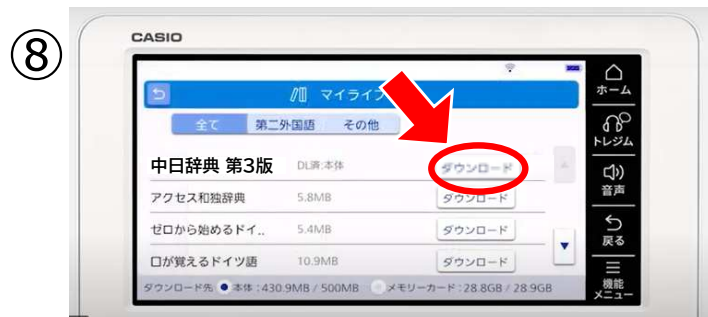 ⑧
CASIO
マイライブ
全て 第二外国語 その他
中日辞典 第3版 DL済:本体 ダウンロード
アクセス和独辞典 5.8MB ダウンロード
ゼロから始めるドイ.. 5.4MB ダウンロード
口が覚えるドイツ語 10.9MB ダウンロード
ダウンロード先 本体:430.9MB / 500MB メモリーカード:28.8GB / 28.9GB
ホーム
トレジム
音声
戻る
機能
メニュー